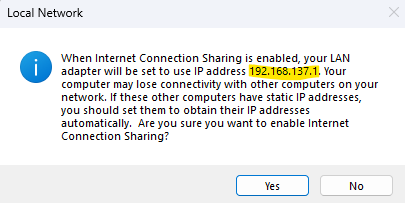 Local Network
When Internet Connection Sharing is enabled, your LAN
adapter will be set to use IP address 192.168.137.1. Your
computer may lose connectivity with other computers on your
network. If these other computers have static IP addresses,
you should set them to obtain their IP addresses
automatically.  Are you sure you want to enable Internet
Connection Sharing?
Yes
No